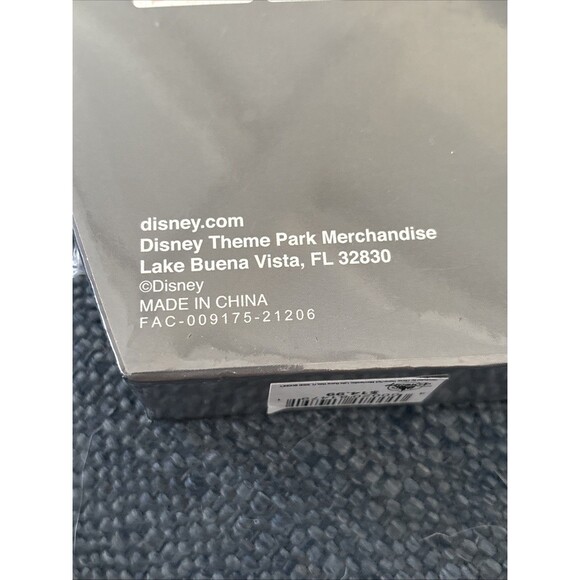 disney.com
Disney Theme Park Merchandise
Lake Buena Vista, FL 32830
©Disney
MADE IN CHINA
FAC-009175-21206